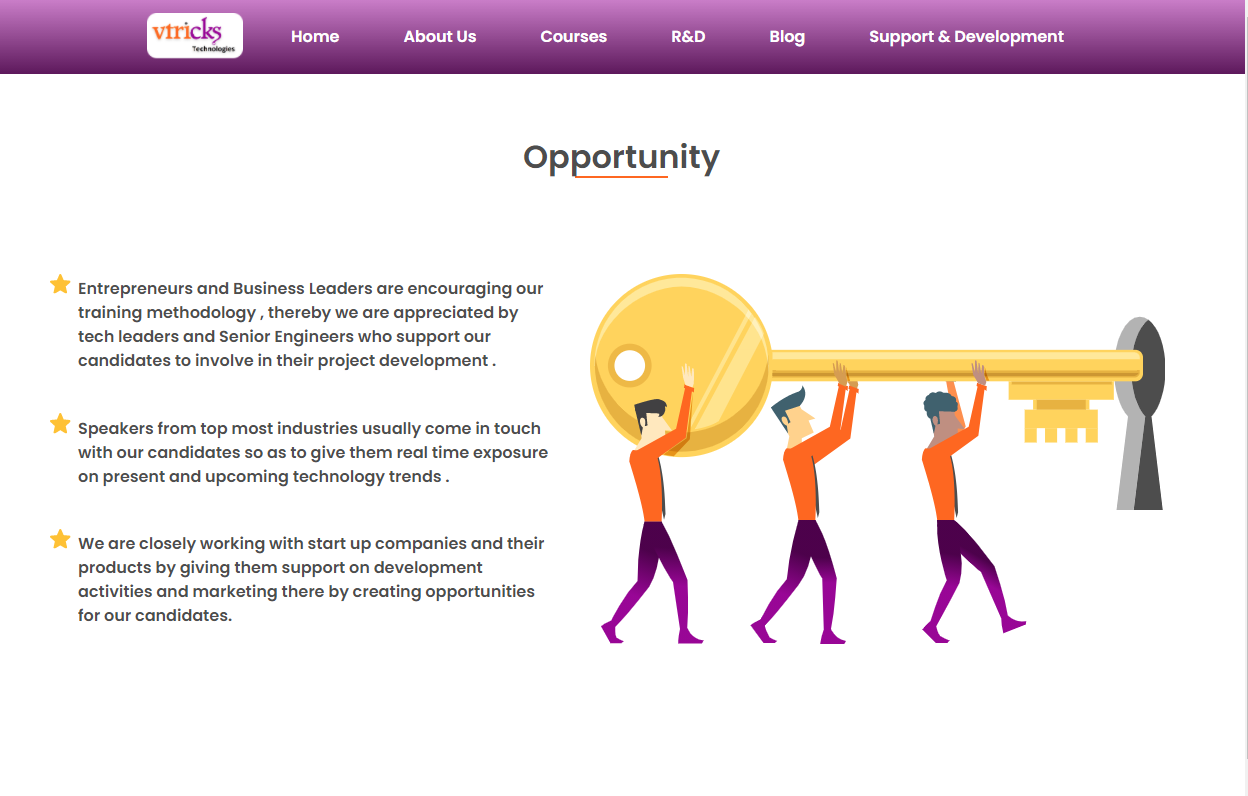 vtricks
Technologies
Home About Us Courses R&D Blog Support & Development
Opportunity
Entrepreneurs and Business Leaders are encouraging our
training methodology , thereby we are appreciated by
tech leaders and Senior Engineers who support our
candidates to involve in their project development .
Speakers from top most industries usually come in touch
with our candidates so as to give them real time exposure
on present and upcoming technology trends .
We are closely working with start up companies and their
products by giving them support on development
activities and marketing there by creating opportunities
for our candidates.